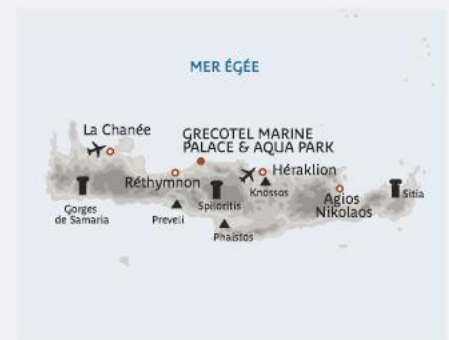 MER ÉGÉE
La Chanée
GRECOTEL MARINE
PALACE & AQUA PARK
Héraklion
Réthymnon
Knossos
Spiloritis
Agios
Nikolaos
Sitia
Gorges
de Samaria
Preveli
Phaistos